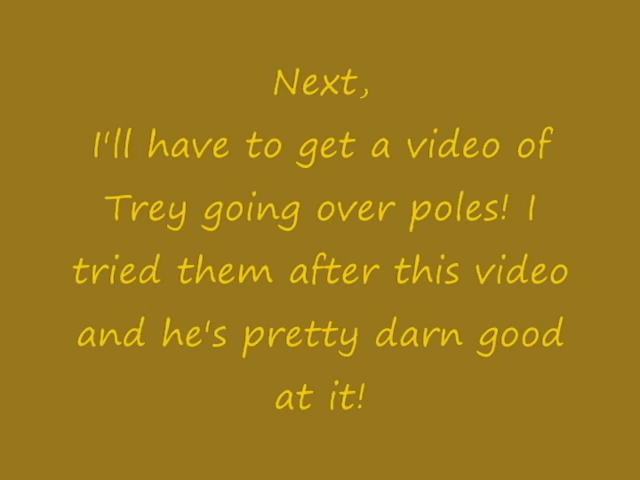 Next,
I'll have to get a video of
Trey going over poles! I
tried them after this video
and he's pretty darn good
at it!